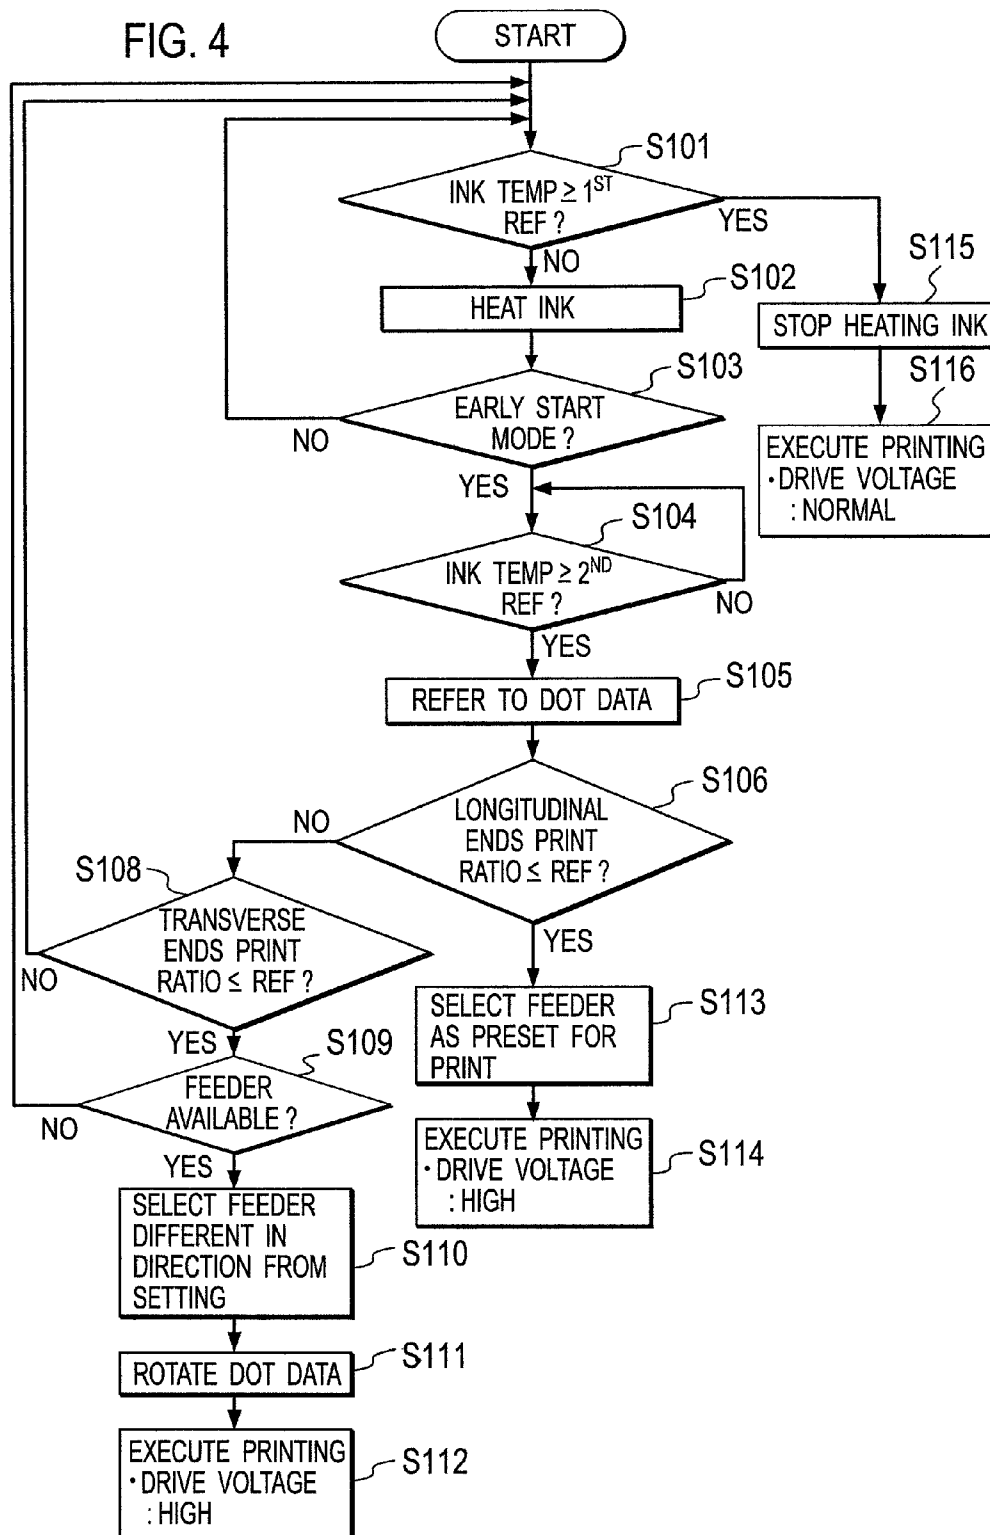 FIG. 4
START
S101
INK TEMP ≥ 1ST
REF ?
YES
NO
S102
HEAT INK
S115
STOP HEATING INK
S103
EARLY START
MODE ?
NO
YES
S116
EXECUTE PRINTING
・DRIVE VOLTAGE
: NORMAL
S104
INK TEMP ≥ 2ND
REF ?
NO
YES
S105
REFER TO DOT DATA
S106
LONGITUDINAL
ENDS PRINT
RATIO ≤ REF ?
NO
YES
S108
TRANSVERSE
ENDS PRINT
RATIO ≤ REF ?
NO
YES
S113
SELECT FEEDER
AS PRESET FOR
PRINT
S109
FEEDER
AVAILABLE ?
NO
YES
S114
EXECUTE PRINTING
・DRIVE VOLTAGE
: HIGH
S110
SELECT FEEDER
DIFFERENT IN
DIRECTION FROM
SETTING
S111
ROTATE DOT DATA
S112
EXECUTE PRINTING
・DRIVE VOLTAGE
: HIGH